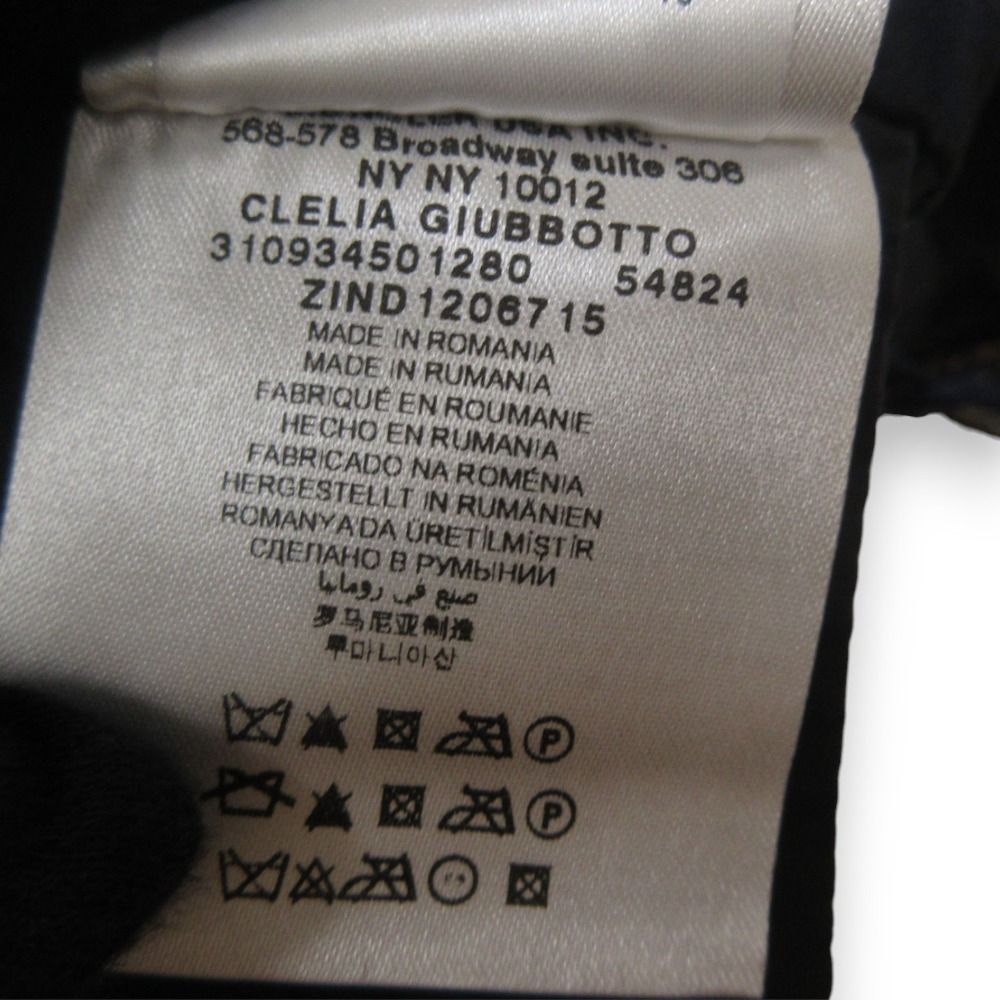 USA INC.
568-578 Broadway suite 306
NY NY 10012
CLELIA GIUBBOTTO
310934501280 54824
ZIND1206715
MADE IN ROMANIA
MADE IN RUMANIA
FABRIQUÉ EN ROUMANIE
HECHO EN RUMANIA
FABRICADO NA ROMÉNIA
HERGESTELLT IN RUMÄNIEN
ROMANYA'DA ÜRETİLMİŞTİR
СДЕЛАНО В РУМЫНИИ
صنع في رومانيا
罗马尼亚制造
루마니아산
P
P